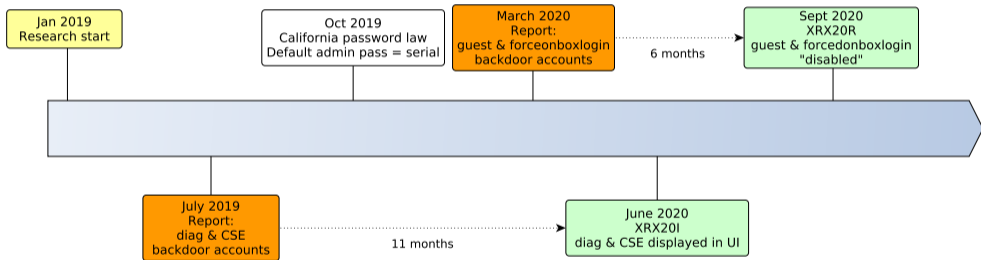 Jan 2019
Research start
Oct 2019
California password law
Default admin pass = serial
March 2020
Report:
guest & forceonboxlogin
backdoor accounts
6 months
Sept 2020
XRX20R
guest & forcedonboxlogin
"disabled"
July 2019
Report:
diag & CSE
backdoor accounts
11 months
June 2020
XRX20I
diag & CSE displayed in UI